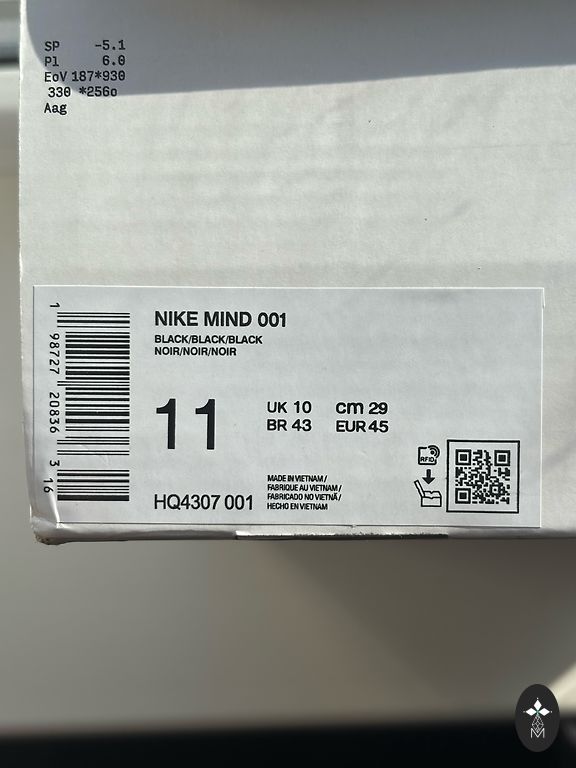 SP -5.1
Pl 6.0
EoV 187*930
330 *256o
Aag
NIKE MIND 001
BLACK/BLACK/BLACK
NOIR/NOIR/NOIR
11
UK 10 cm 29
BR 43 EUR 45
HQ4307 001
MADE IN VIETNAM /
FABRIQUE AU VIETNAM /
FABRICADO NO VIETNÃ /
HECHO EN VIETNAM
RFID
1 98727 20836 3 16
M